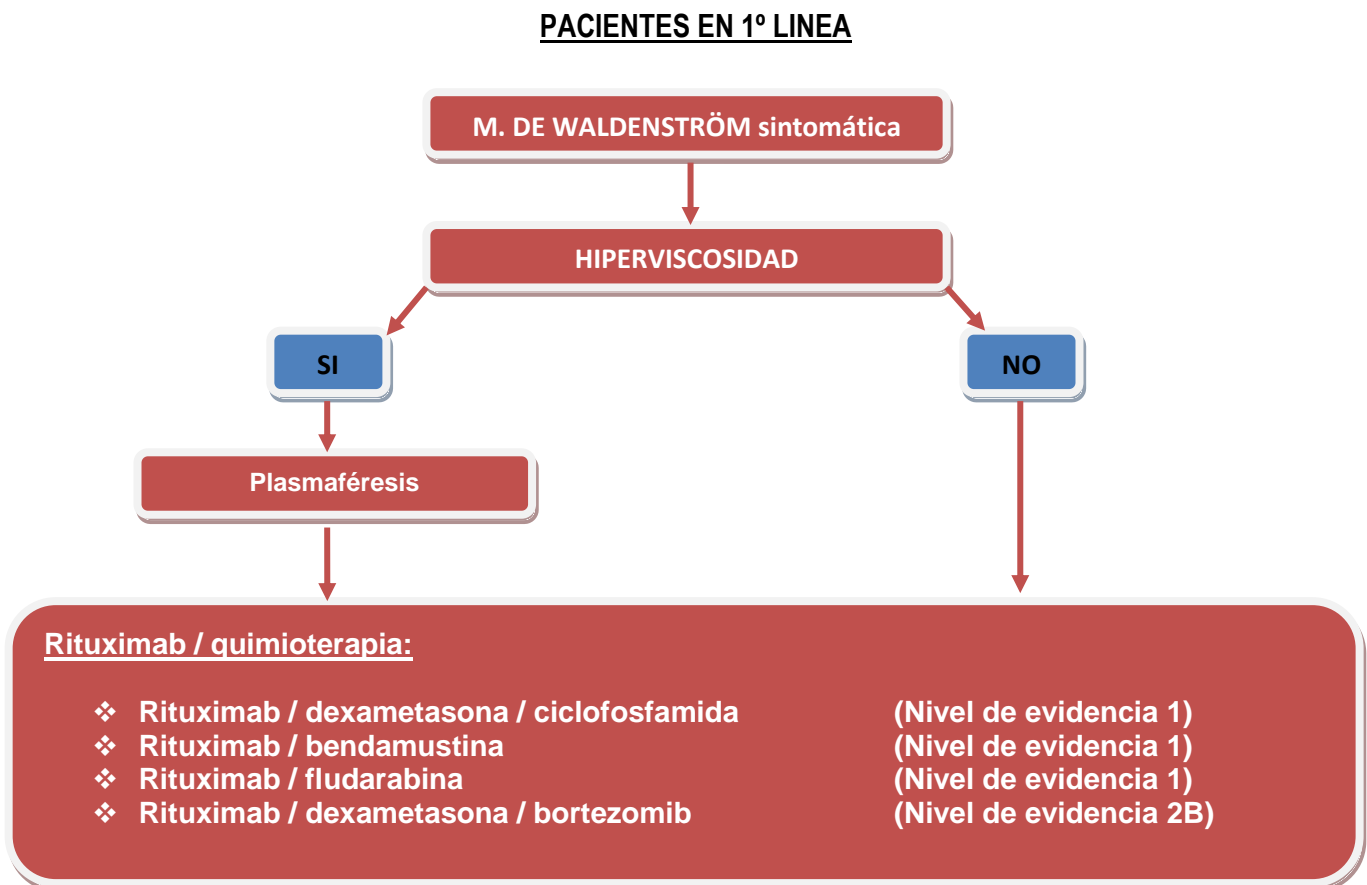 PACIENTES EN 1º LINEA
M. DE WALDENSTRÖM sintomática
HIPERVISCOSIDAD
SI
NO
Plasmaféresis
Rituximab / quimioterapia:
❖ Rituximab / dexametasona / ciclofosfamida (Nivel de evidencia 1)
❖ Rituximab / bendamustina (Nivel de evidencia 1)
❖ Rituximab / fludarabina (Nivel de evidencia 1)
❖ Rituximab / dexametasona / bortezomib (Nivel de evidencia 2B)